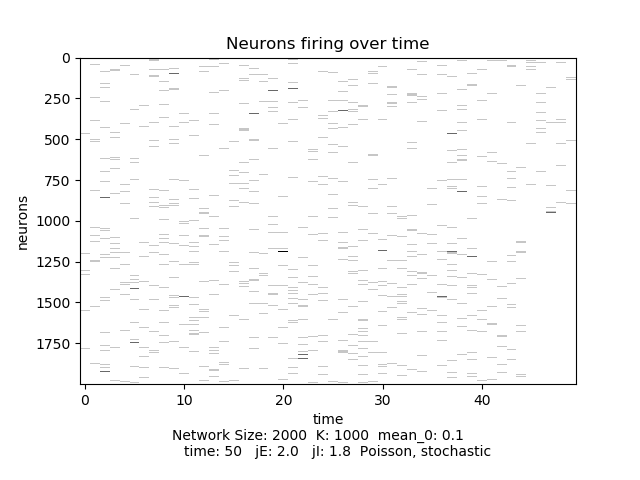 Neurons firing over time
0
250
500
750
1000
1250
1500
1750
neurons
0 10 20 30 40
time
Network Size: 2000 K: 1000 mean_0: 0.1
time: 50 jE: 2.0 jI: 1.8 Poisson, stochastic